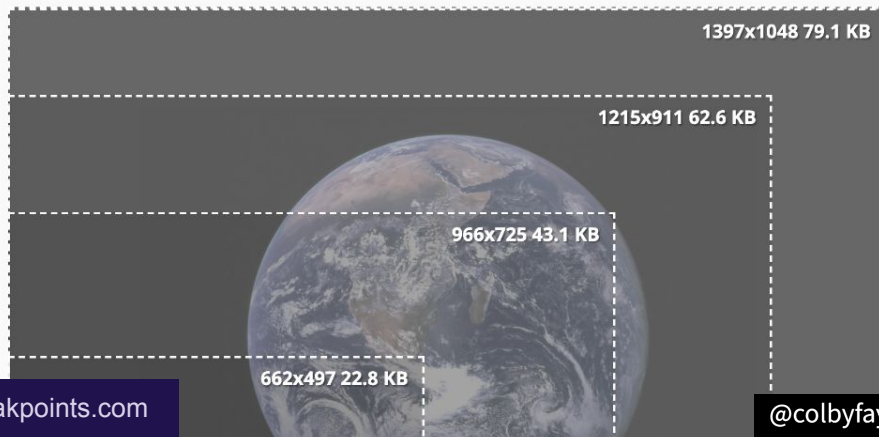 1397x1048 79.1 KB
1215x911 62.6 KB
966x725 43.1 KB
662x497 22.8 KB
akpoints.com
@colbyfay